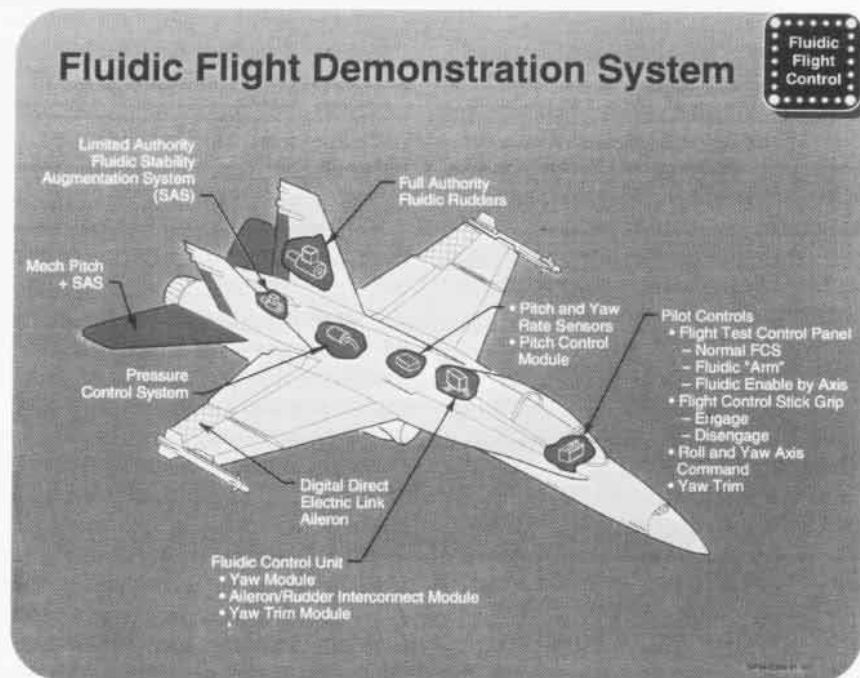 Fluidic Flight Demonstration System
Fluidic
Flight
Control
Limited Authority
Fluidic Stability
Augmentation System
(SAS)
Full Authority
Fluidic Rudders
Mech Pitch
+ SAS
• Pitch and Yaw
Rate Sensors
• Pitch Control
Module
Pilot Controls
• Flight Test Control Panel
– Normal FCS
– Fluidic "Arm"
– Fluidic Enable by Axis
• Flight Control Stick Grip
– Engage
– Disengage
• Roll and Yaw Axis
Command
• Yaw Trim
Pressure
Control System
Digital Direct
Electric Link
Aileron
Fluidic Control Unit
• Yaw Module
• Aileron/Rudder Interconnect Module
• Yaw Trim Module